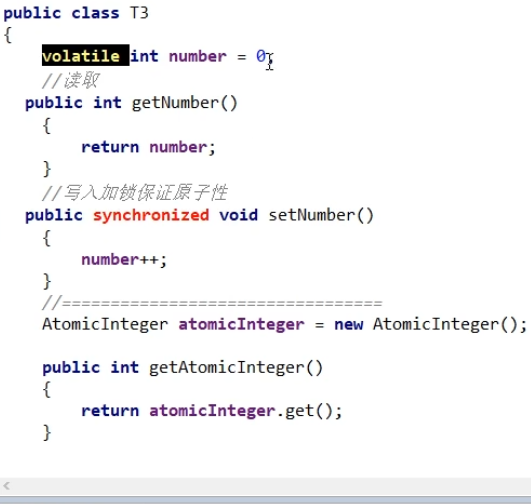 public class T3
{
volatile int number = 0;
//读取
public int getNumber()
{
return number;
}
//写入加锁保证原子性
public synchronized void setNumber()
{
number++;
}
//=================================
AtomicInteger atomicInteger = new AtomicInteger();
public int getAtomicInteger()
{
return atomicInteger.get();
}